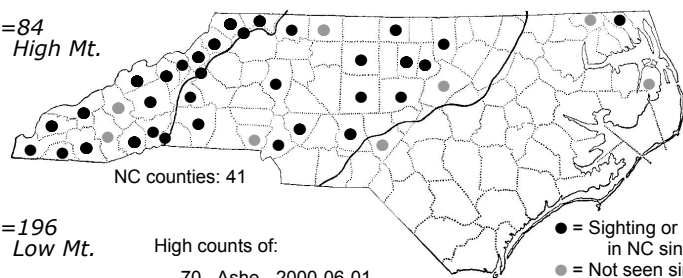 =84
High Mt.
NC counties: 41
=196
Low Mt.
High counts of:
70 - Ashe - 2000-06-01
● = Sighting or
in NC sin
● = Not seen si